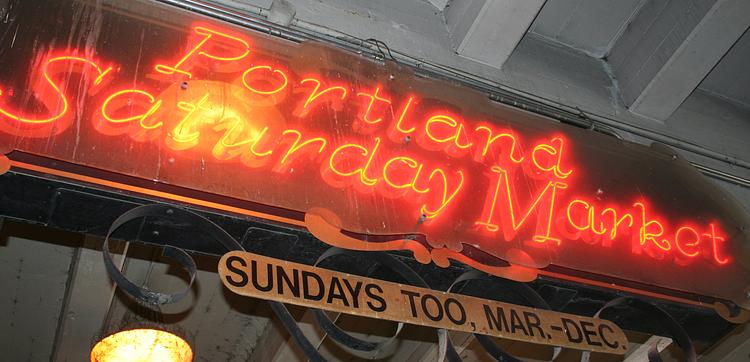 Portland
Saturday Market
SUNDAYS TOO, MAR.-DEC.